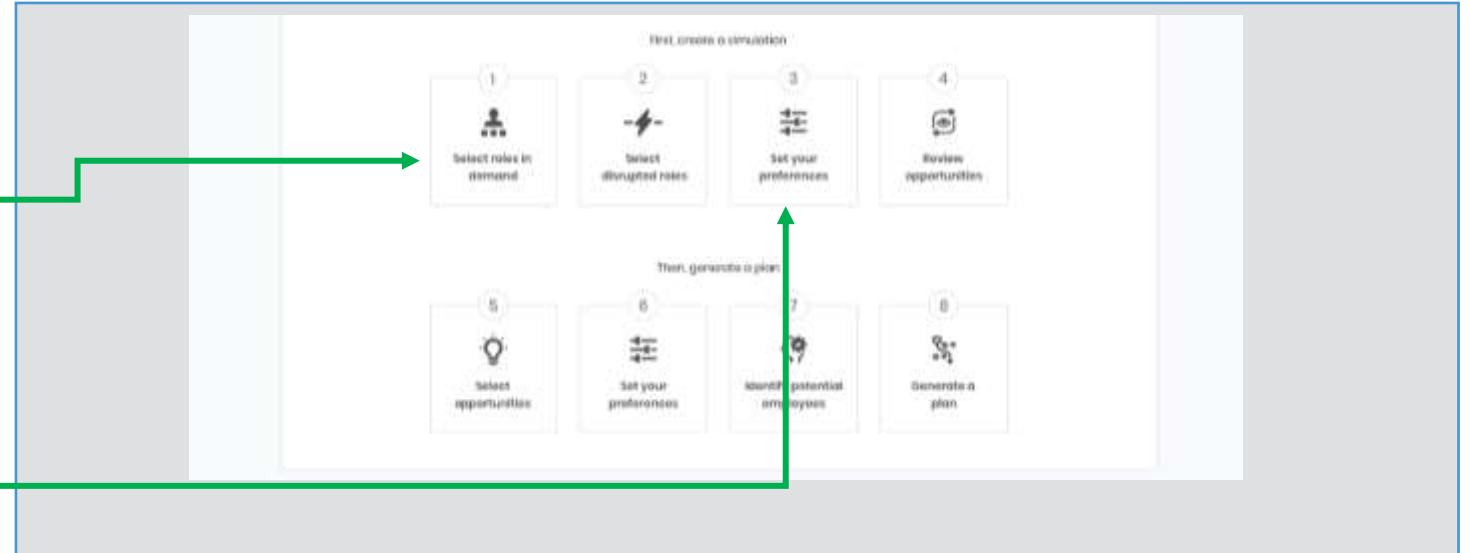 First, create a simulation
1
2
3
4
Select roles in
demand
Select
disrupted roles
Set your
preferences
Review
opportunities
Then, generate a plan
5
6
7
8
Select
opportunities
Set your
preferences
Identify potential
employees
Generate a
plan